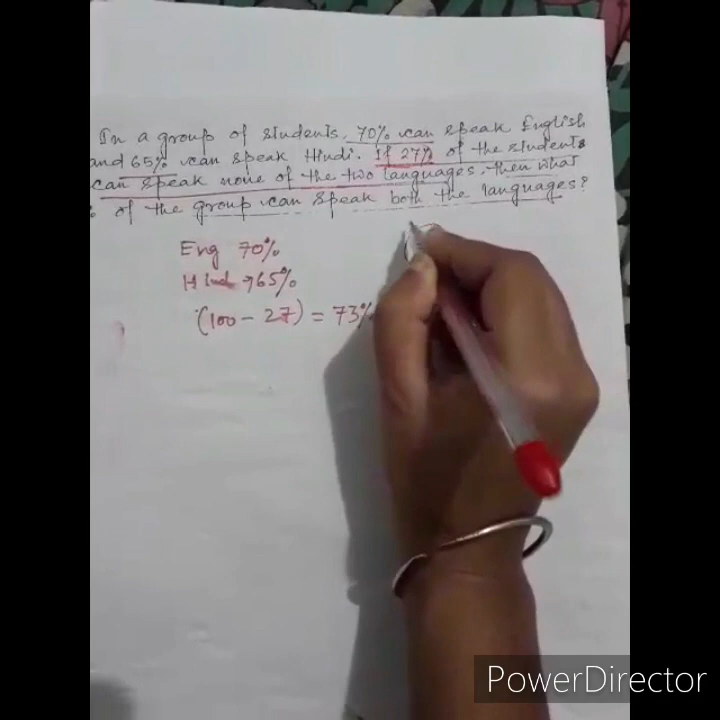 In a group of students, 70% can speak English
and 65% can speak Hindi. If 27% of the students
can speak none of the two languages, then what
% of the group can speak both the languages?
Eng 70%
Hind → 65%
(100 - 27) = 73%
PowerDirector